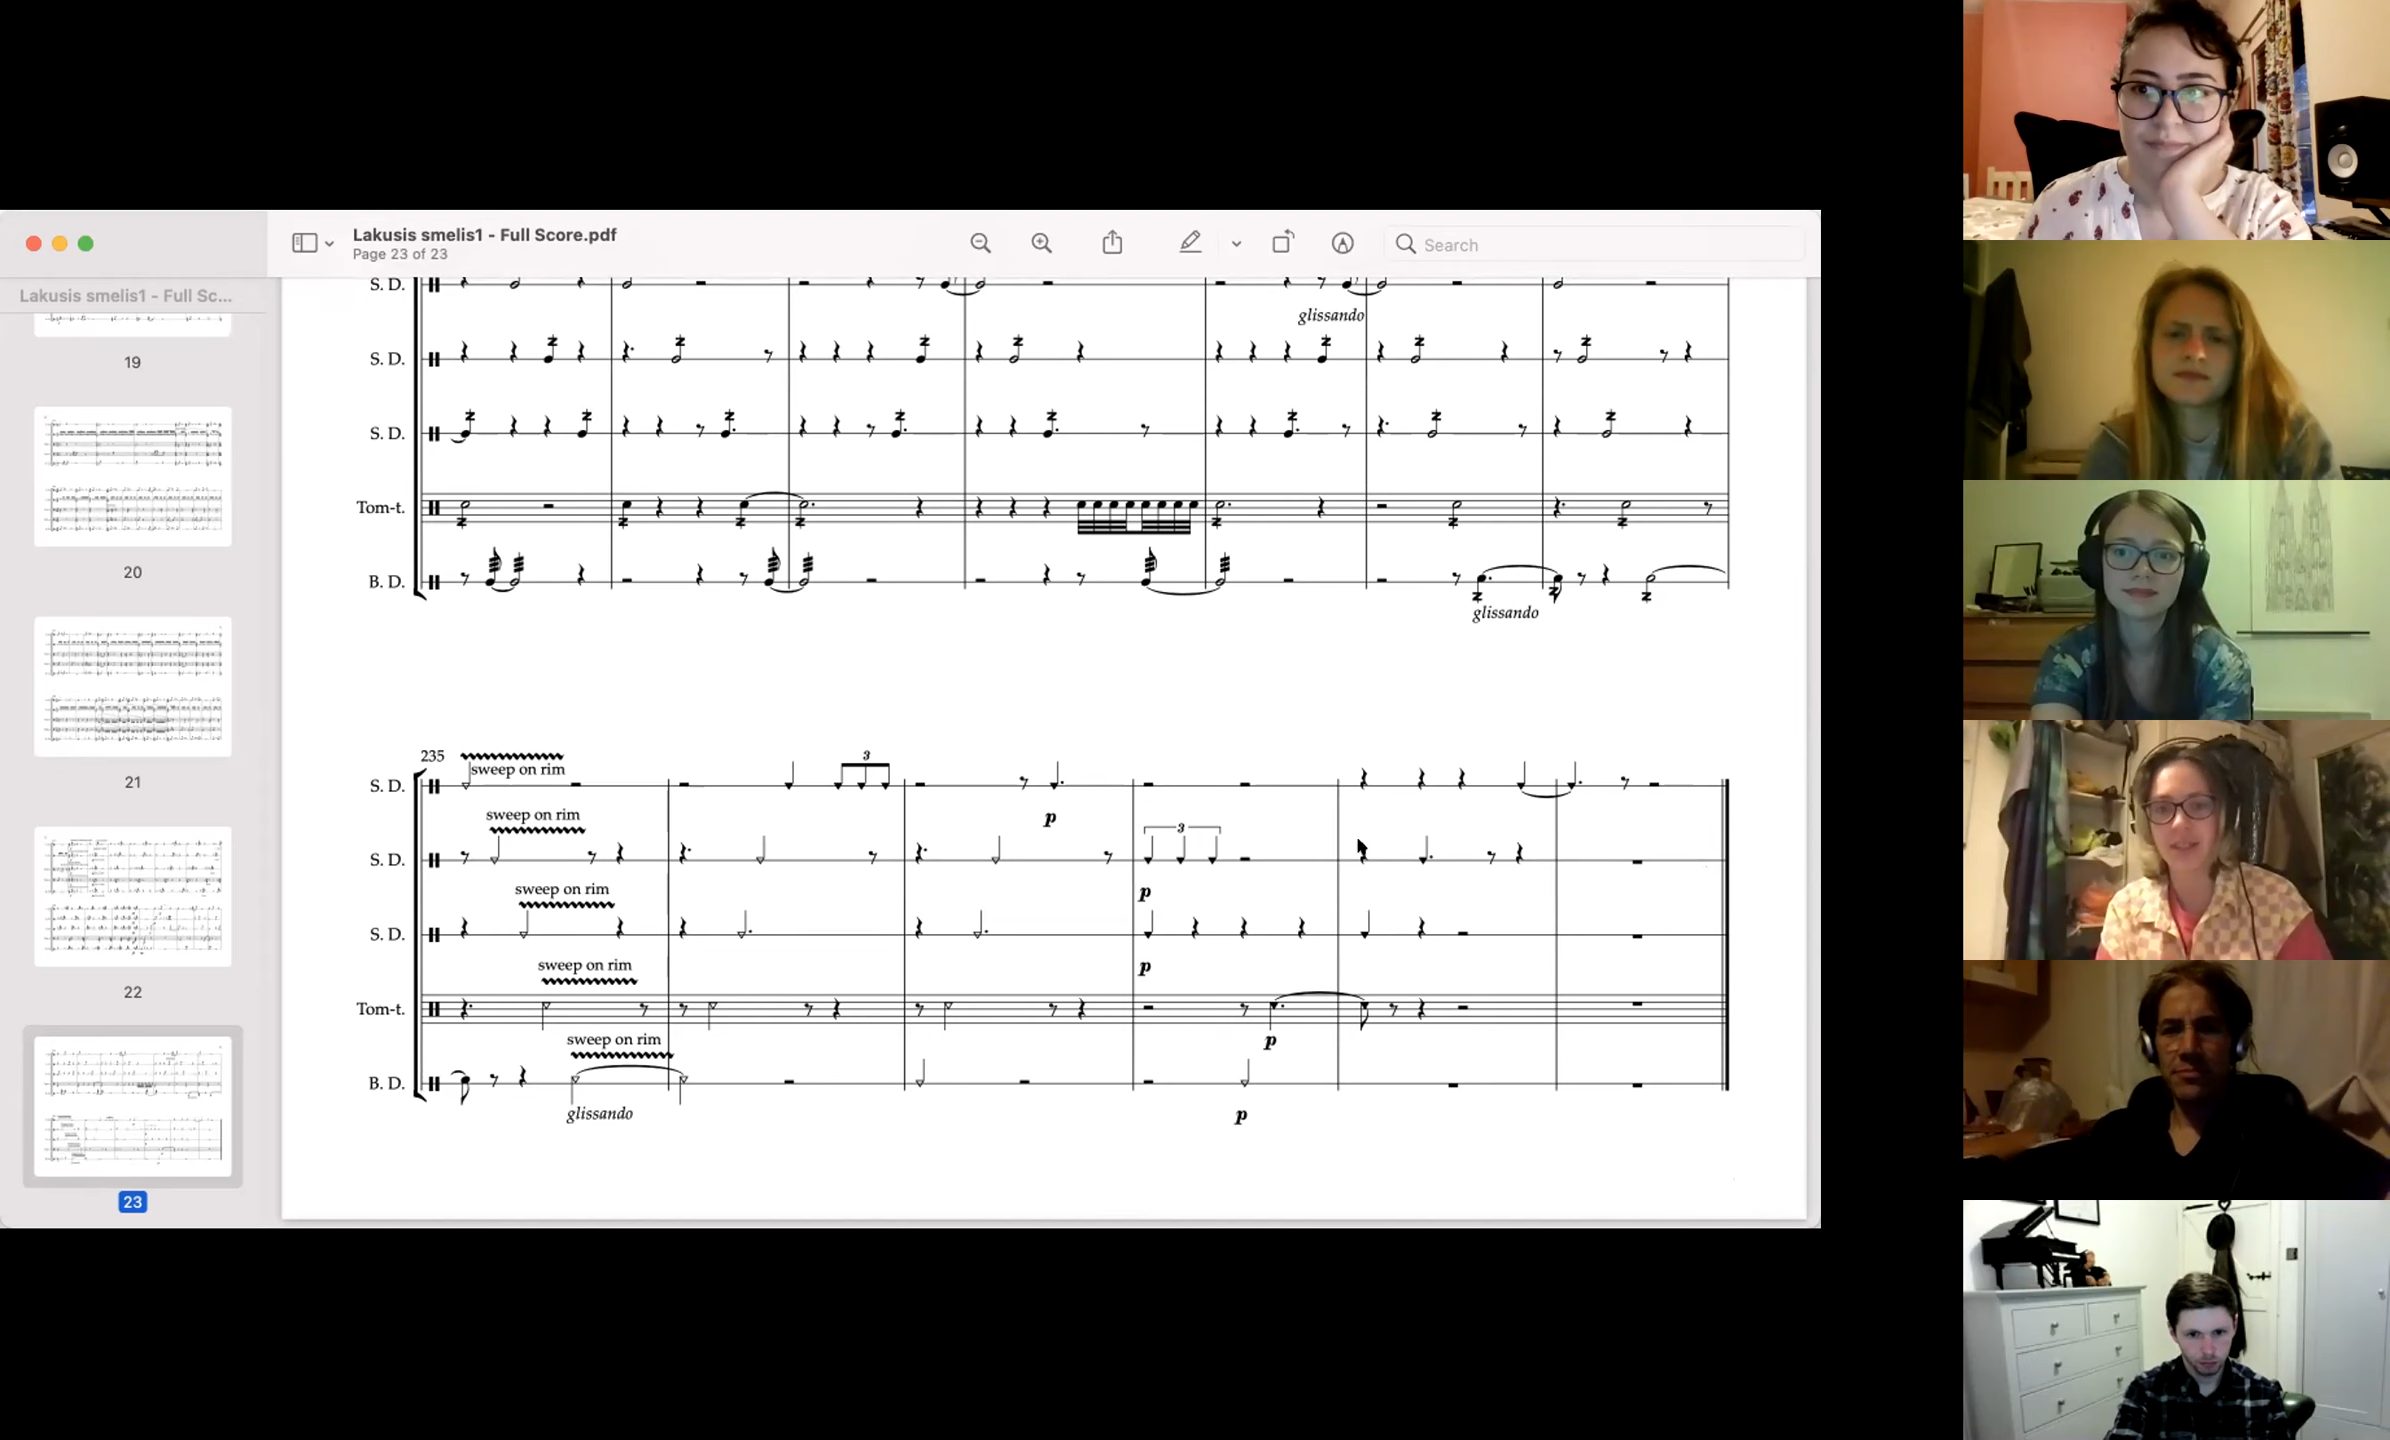 Lakusis smelis1 - Full Score.pdf
Page 23 of 23
Search
Lakusis smelis1 - Full Sc...
19
20
21
22
23
S. D.
glissando
S. D.
S. D.
Tom-t.
B. D.
glissando
235
sweep on rim
3
S. D.
p
sweep on rim
3
S. D.
p
sweep on rim
S. D.
p
sweep on rim
Tom-t.
p
sweep on rim
B. D.
glissando
p